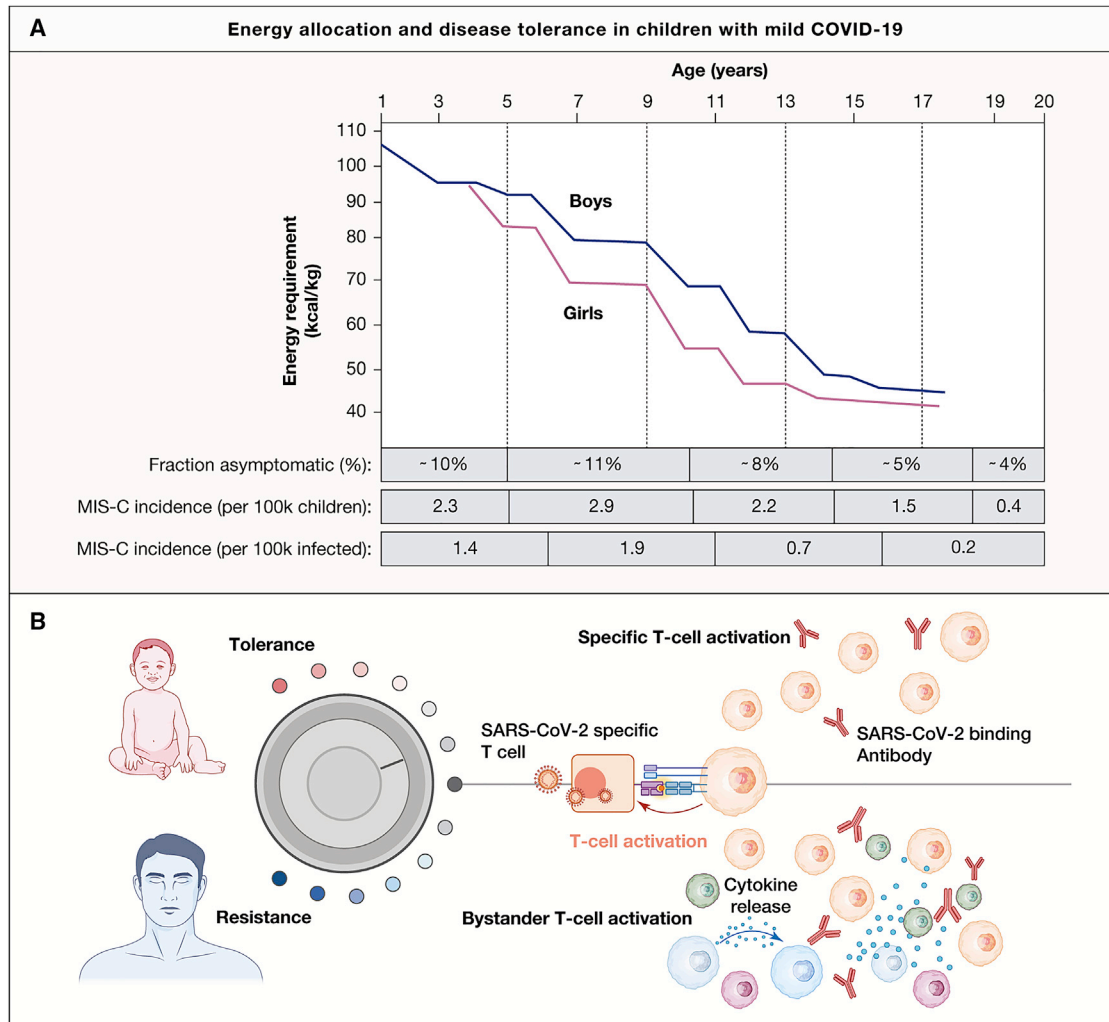 A
Energy allocation and disease tolerance in children with mild COVID-19
Age (years)
1 3 5 7 9 11 13 15 17 19 20
110
100
90
80
70
60
50
40
Energy requirement
(kcal/kg)
Boys
Girls
Fraction asymptomatic (%): ~10% ~11% ~8% ~5% ~4%
MIS-C incidence (per 100k children): 2.3 2.9 2.2 1.5 0.4
MIS-C incidence (per 100k infected): 1.4 1.9 0.7 0.2
B
Tolerance
Resistance
Specific T-cell activation
SARS-CoV-2 specific
T cell
SARS-CoV-2 binding
Antibody
T-cell activation
Cytokine
release
Bystander T-cell activation